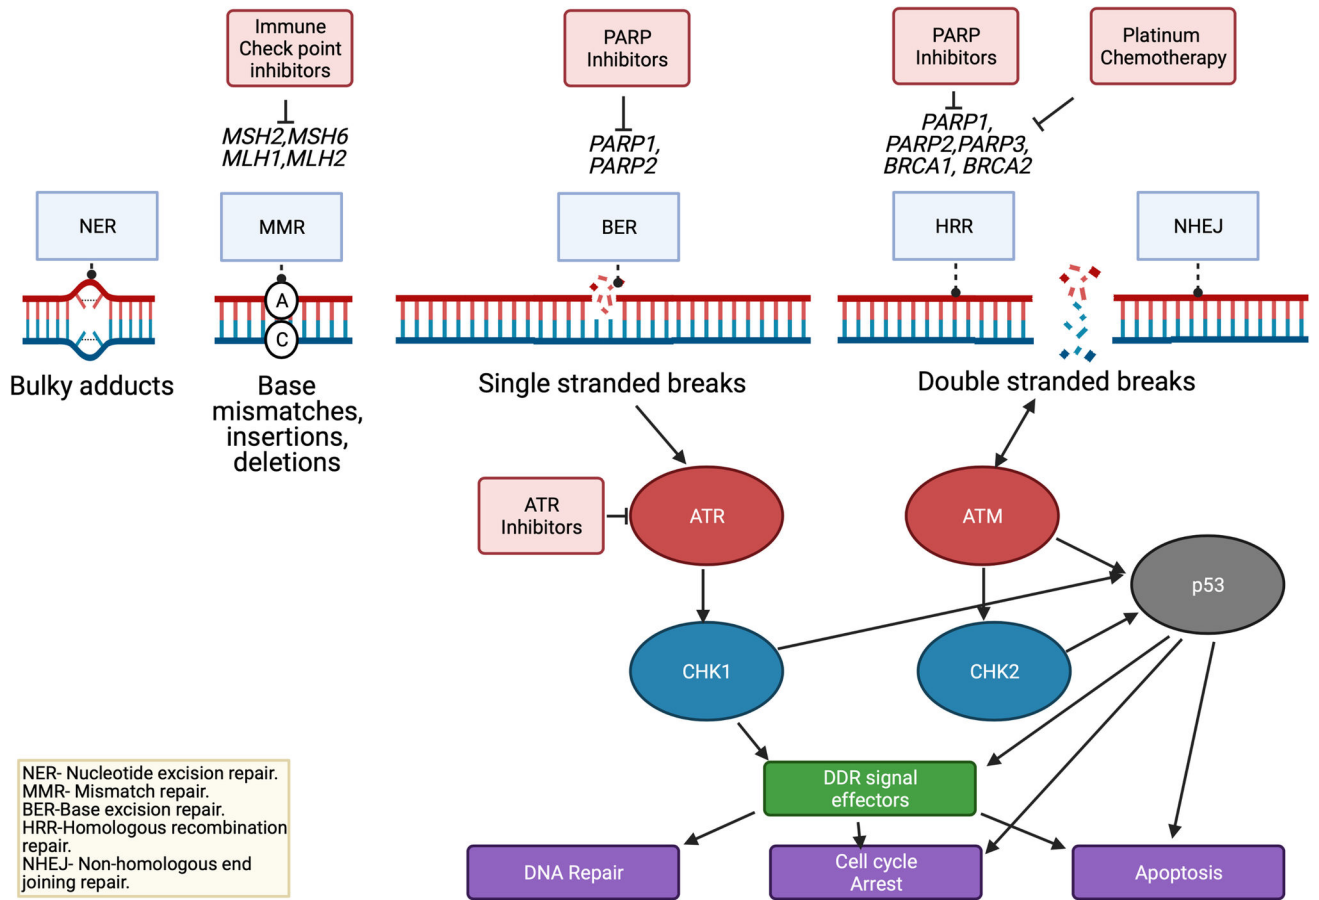 Immune
Check point
inhibitors
PARP
Inhibitors
PARP
Inhibitors
Platinum
Chemotherapy
MSH2,MSH6
MLH1,MLH2
PARP1,
PARP2
PARP1,
PARP2,PARP3,
BRCA1, BRCA2
NER
MMR
BER
HRR
NHEJ
A
C
Bulky adducts
Base
mismatches,
insertions,
deletions
Single stranded breaks
Double stranded breaks
ATR
Inhibitors
ATR
ATM
p53
CHK1
CHK2
DDR signal
effectors
DNA Repair
Cell cycle
Arrest
Apoptosis
NER- Nucleotide excision repair.
MMR- Mismatch repair.
BER-Base excision repair.
HRR-Homologous recombination
repair.
NHEJ- Non-homologous end
joining repair.